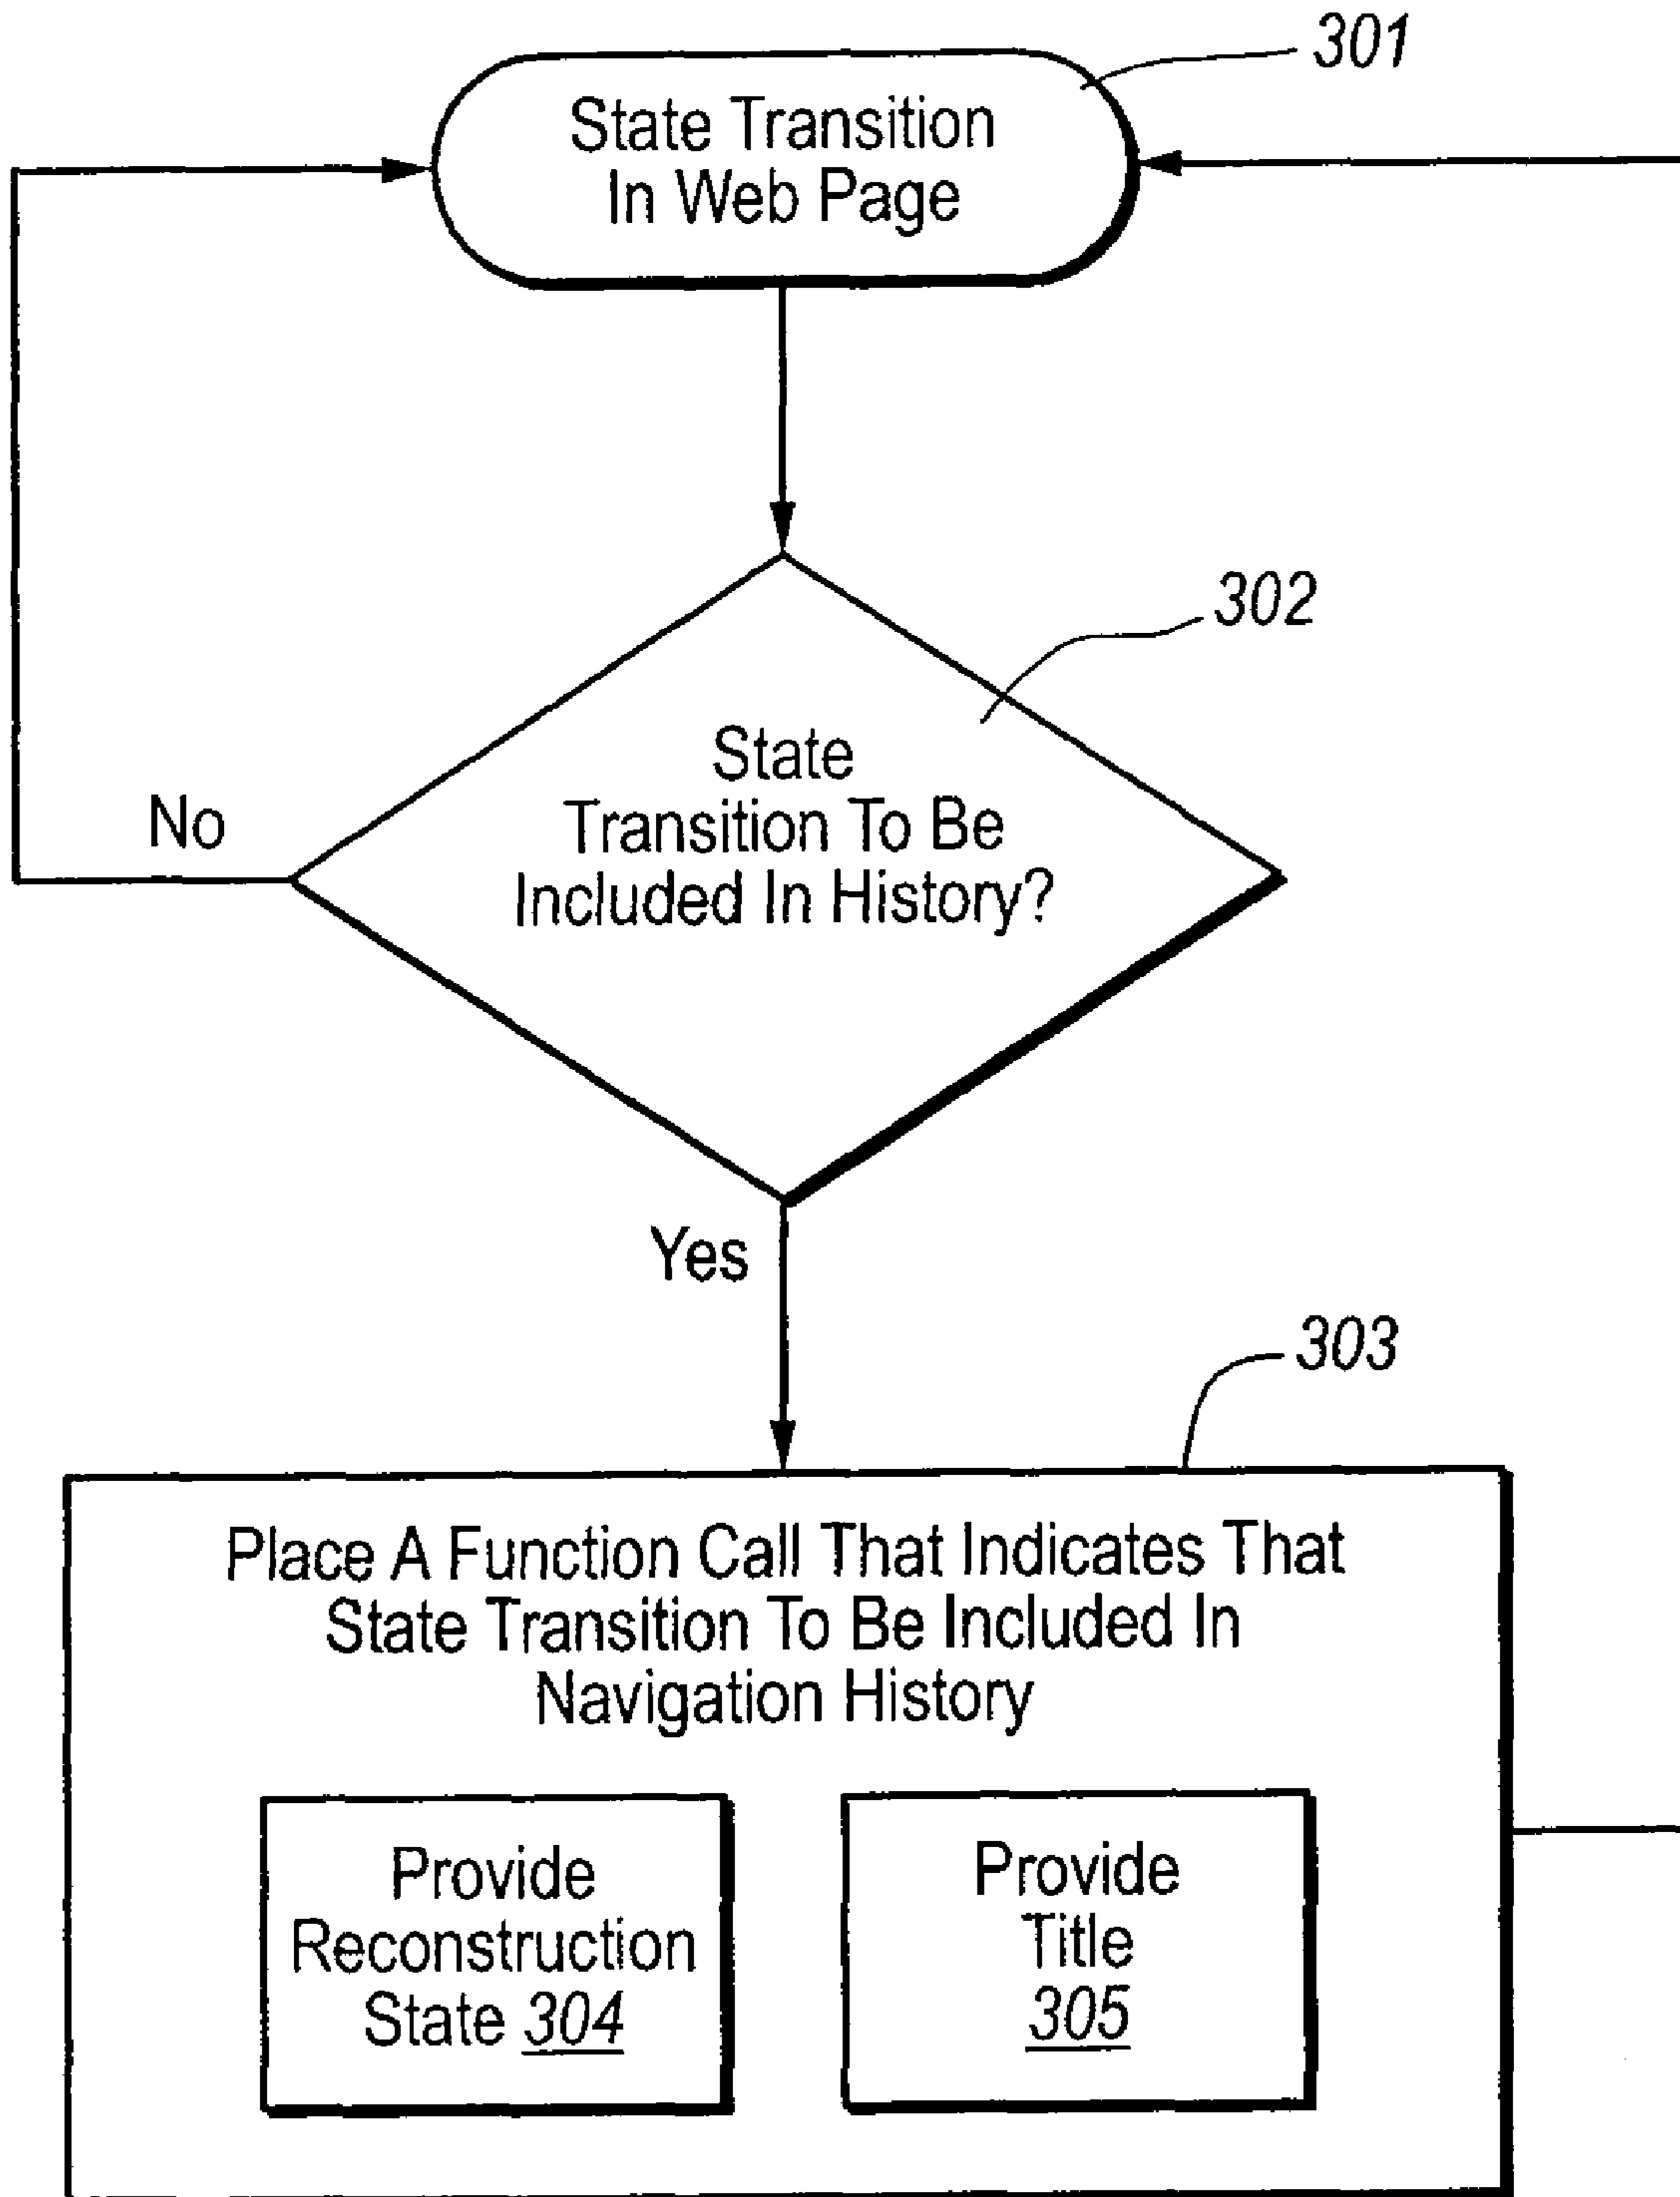 301
State Transition
In Web Page
302
State
Transition To Be
Included In History?
No
Yes
303
Place A Function Call That Indicates That
State Transition To Be Included In
Navigation History
Provide
Reconstruction
State 304
Provide
Title
305